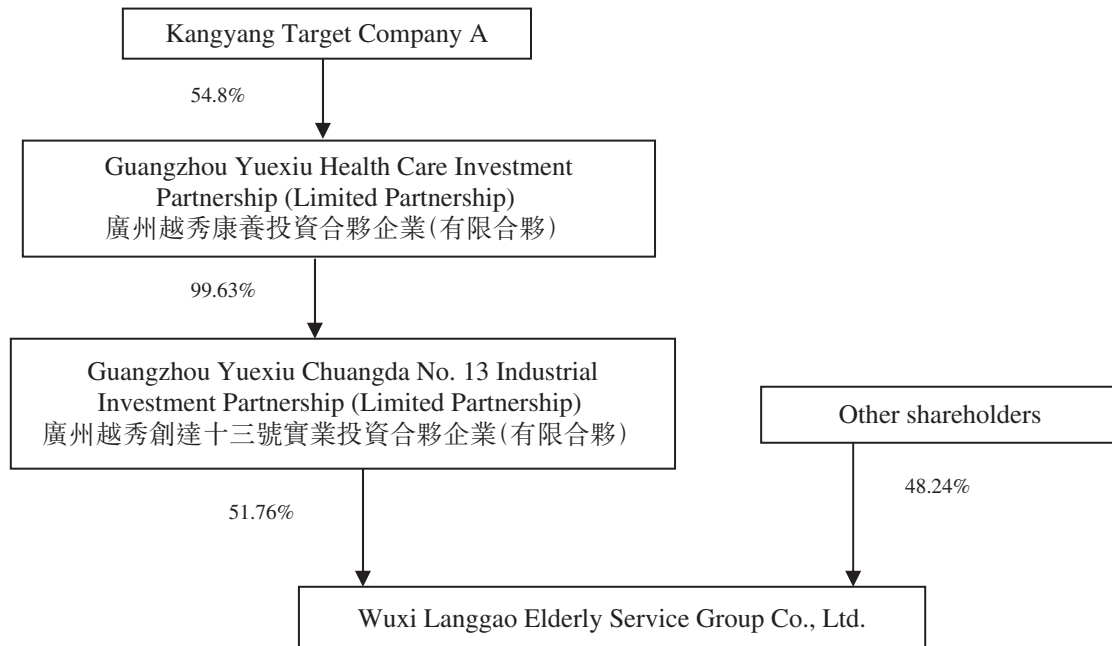 Kangyang Target Company A
54.8%
Guangzhou Yuexiu Health Care Investment
Partnership (Limited Partnership)
廣州越秀康養投資合夥企業(有限合夥)
99.63%
Guangzhou Yuexiu Chuangda No. 13 Industrial
Investment Partnership (Limited Partnership)
廣州越秀創達十三號實業投資合夥企業(有限合夥)
Other shareholders
51.76%
48.24%
Wuxi Langgao Elderly Service Group Co., Ltd.